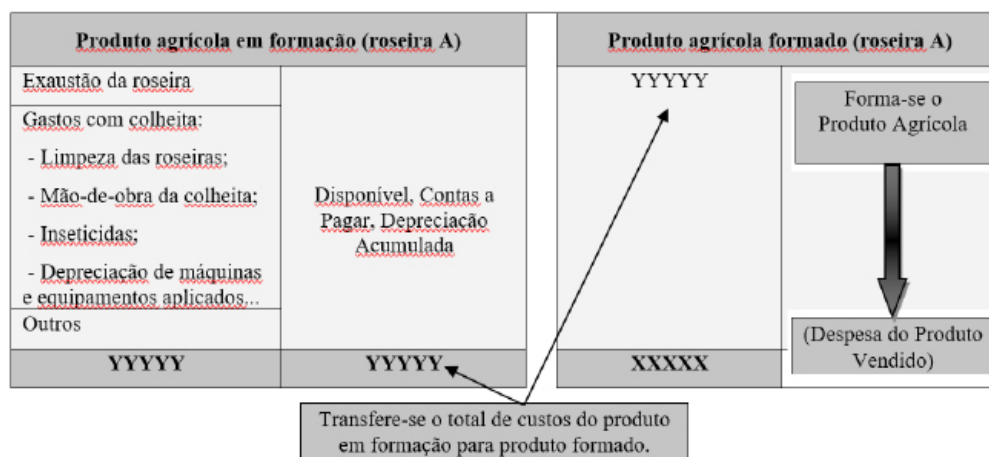 Produto agrícola em formação (roseira A)
Exaustão da roseira
Gastos com colheita:
- Limpeza das roseiras;
- Mão-de-obra da colheita;
- Inseticidas;
- Depreciação de máquinas
e equipamentos aplicados...
Outros
Disponível, Contas a
Pagar, Depreciação
Acumulada
YYYYY
YYYYY
Produto agrícola formado (roseira A)
YYYYY
Forma-se o
Produto Agrícola
(Despesa do Produto
Vendido)
XXXXX
Transfere-se o total de custos do produto
em formação para produto formado.